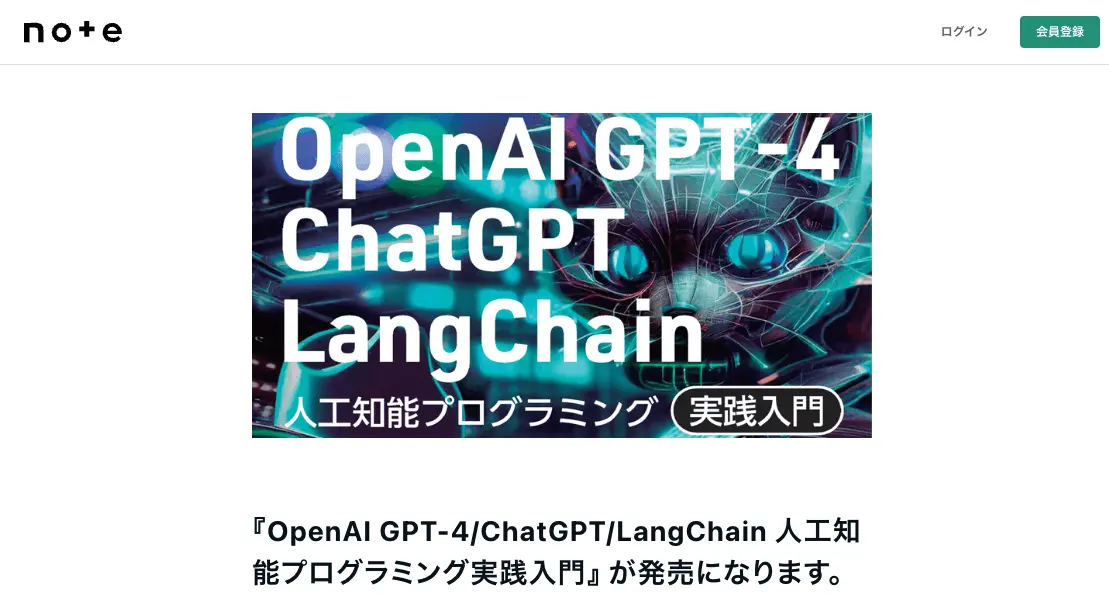 note
ログイン
会員登録
OpenAI GPT-4
ChatGPT
LangChain
人工知能プログラミング 実践入門
『OpenAI GPT-4/ChatGPT/LangChain 人工知
能プログラミング実践入門』が発売になります。